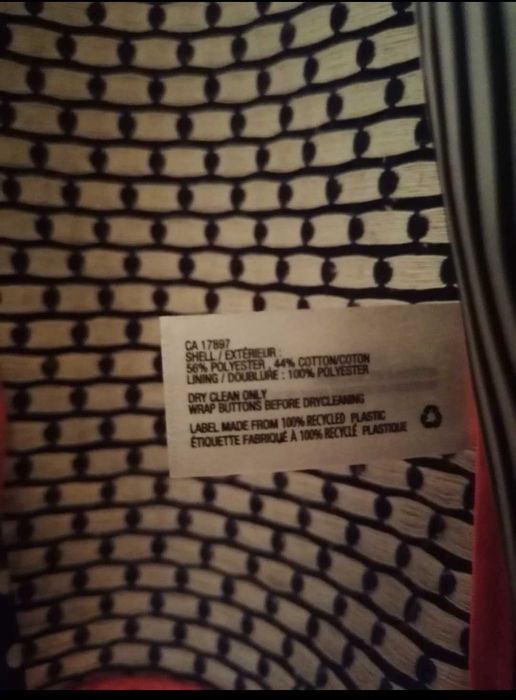 CA 17897
SHELL / EXTÉRIEUR :
56% POLYESTER , 44% COTTON/COTON
LINING / DOUBLURE : 100% POLYESTER
DRY CLEAN ONLY
WRAP BUTTONS BEFORE DRYCLEANING
LABEL MADE FROM 100% RECYCLED PLASTIC
ÉTIQUETTE FABRIQUÉ À 100% RECYCLÉ PLASTIQUE